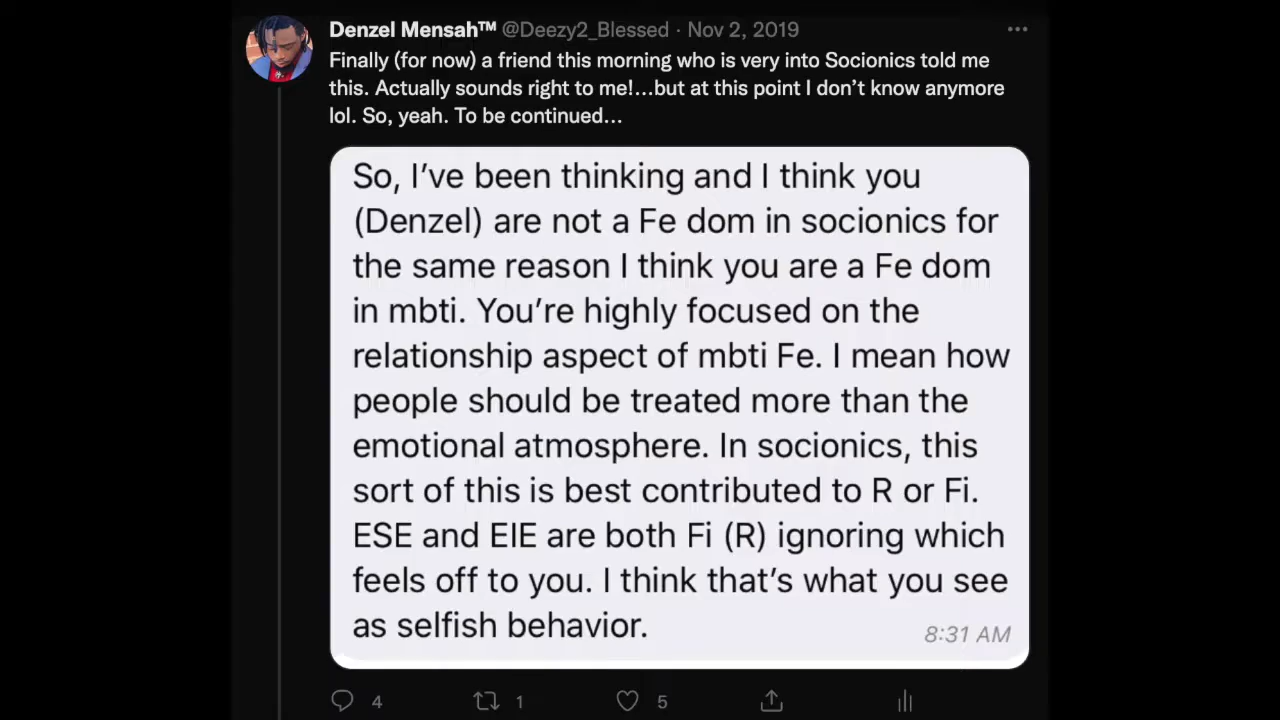 Denzel Mensah™ @Deezy2_Blessed · Nov 2, 2019
Finally (for now) a friend this morning who is very into Socionics told me
this. Actually sounds right to me!...but at this point I don't know anymore
lol. So, yeah. To be continued...
So, I've been thinking and I think you
(Denzel) are not a Fe dom in socionics for
the same reason I think you are a Fe dom
in mbti. You're highly focused on the
relationship aspect of mbti Fe. I mean how
people should be treated more than the
emotional atmosphere. In socionics, this
sort of this is best contributed to R or Fi.
ESE and EIE are both Fi (R) ignoring which
feels off to you. I think that's what you see
as selfish behavior.
8:31 AM
4 1 5